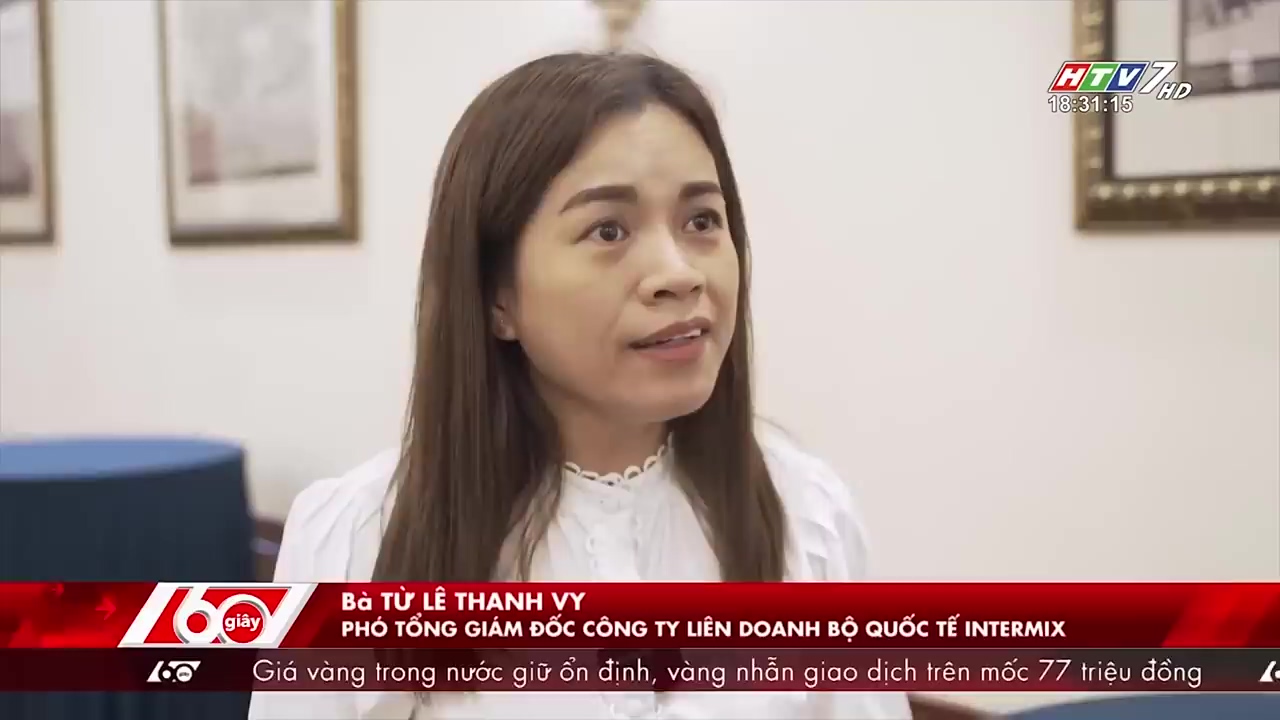 HTV7 HD
18:31:15
60 giây
Bà TỪ LÊ THANH VY
PHÓ TỔNG GIÁM ĐỐC CÔNG TY LIÊN DOANH BỘ QUỐC TẾ INTERMIX
60 Giá vàng trong nước giữ ổn định, vàng nhẫn giao dịch trên mốc 77 triệu đồng